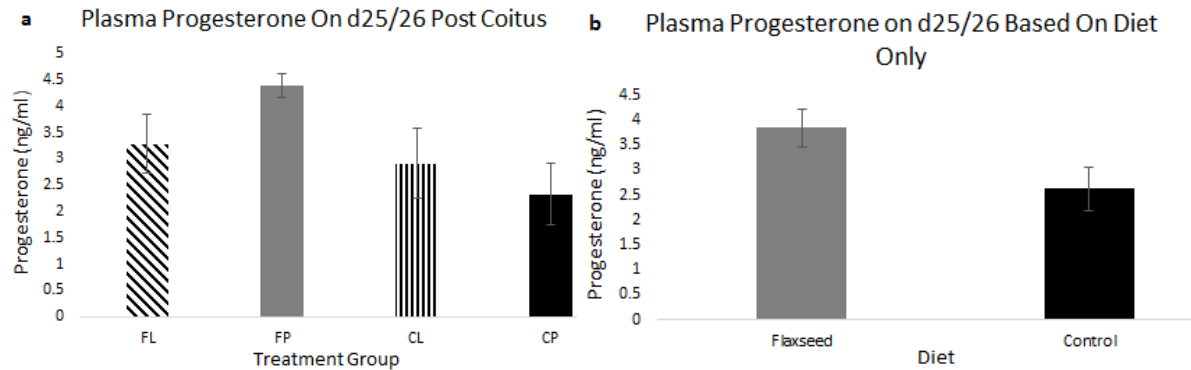 a
Plasma Progesterone On d25/26 Post Coitus
Progesterone (ng/ml)
5
4.5
4
3.5
3
2.5
2
1.5
1
0.5
0
FL
FP
CL
CP
Treatment Group
b
Plasma Progesterone on d25/26 Based On Diet
Only
Progesterone (ng/ml)
4.5
4
3.5
3
2.5
2
1.5
1
0.5
0
Flaxseed
Control
Diet